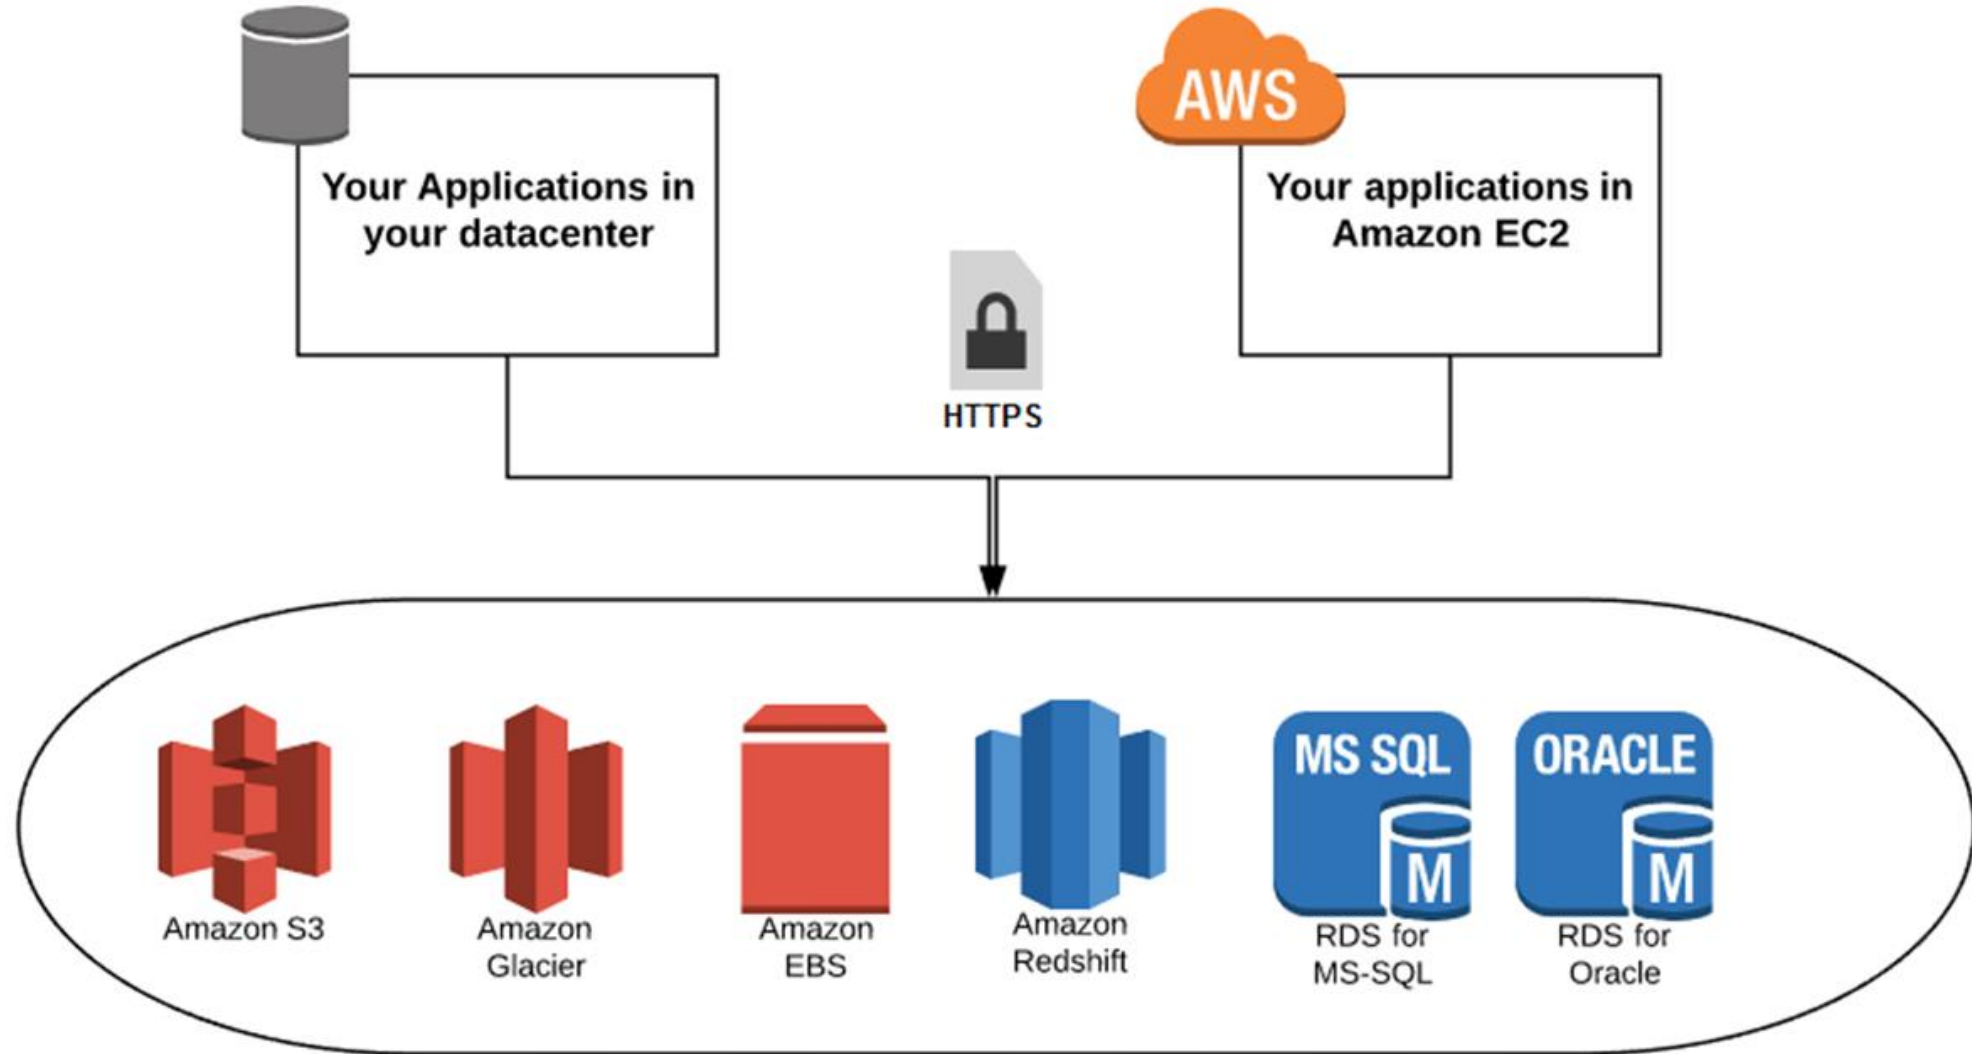 AWS
Your Applications in
your datacenter
Your applications in
Amazon EC2
HTTPS
MS SQL
M
ORACLE
M
Amazon S3
Amazon
Glacier
Amazon
EBS
Amazon
Redshift
RDS for
MS-SQL
RDS for
Oracle